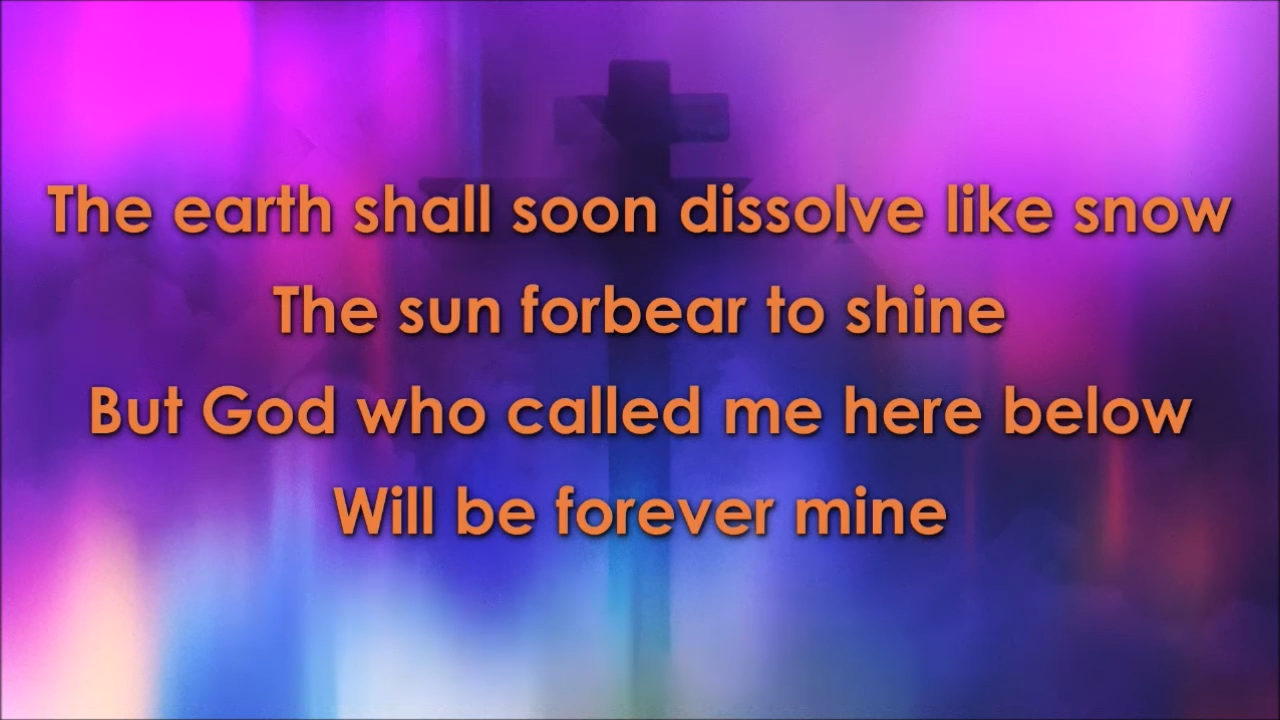 The earth shall soon dissolve like snow
The sun forbear to shine
But God who called me here below
Will be forever mine